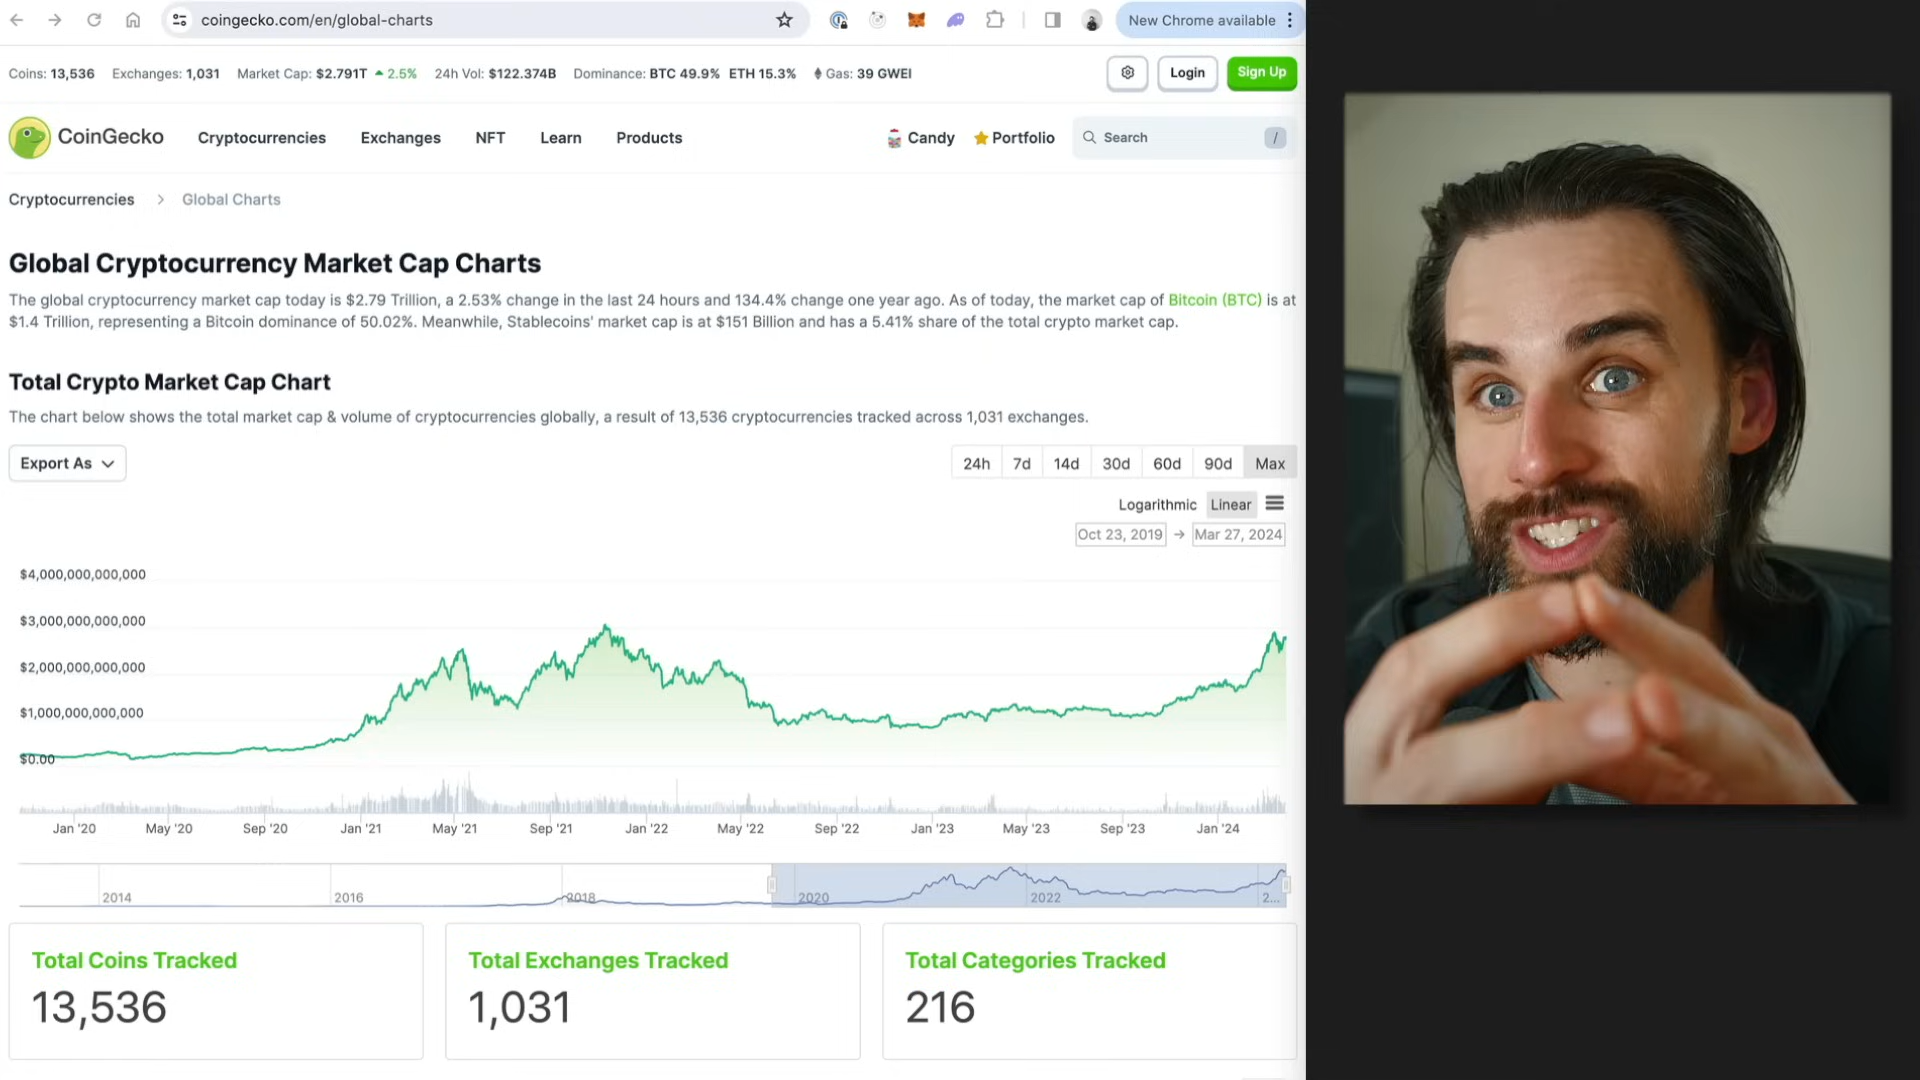 coingecko.com/en/global-charts
New Chrome available
Coins: 13,536 Exchanges: 1,031 Market Cap: $2.791T 2.5% 24h Vol: $122.374B Dominance: BTC 49.9% ETH 15.3% Gas: 39 GWEI
Login
Sign Up
CoinGecko
Cryptocurrencies Exchanges NFT Learn Products
Candy Portfolio
Search /
Cryptocurrencies > Global Charts
Global Cryptocurrency Market Cap Charts
The global cryptocurrency market cap today is $2.79 Trillion, a 2.53% change in the last 24 hours and 134.4% change one year ago. As of today, the market cap of Bitcoin (BTC) is at
$1.4 Trillion, representing a Bitcoin dominance of 50.02%. Meanwhile, Stablecoins' market cap is at $151 Billion and has a 5.41% share of the total crypto market cap.
Total Crypto Market Cap Chart
The chart below shows the total market cap & volume of cryptocurrencies globally, a result of 13,536 cryptocurrencies tracked across 1,031 exchanges.
Export As
24h 7d 14d 30d 60d 90d Max
Logarithmic Linear
Oct 23, 2019 → Mar 27, 2024
$4,000,000,000,000
$3,000,000,000,000
$2,000,000,000,000
$1,000,000,000,000
$0.00
Jan '20 May '20 Sep '20 Jan '21 May '21 Sep '21 Jan '22 May '22 Sep '22 Jan '23 May '23 Sep '23 Jan '24
2014 2016 2018 2020 2022 2...
Total Coins Tracked
13,536
Total Exchanges Tracked
1,031
Total Categories Tracked
216